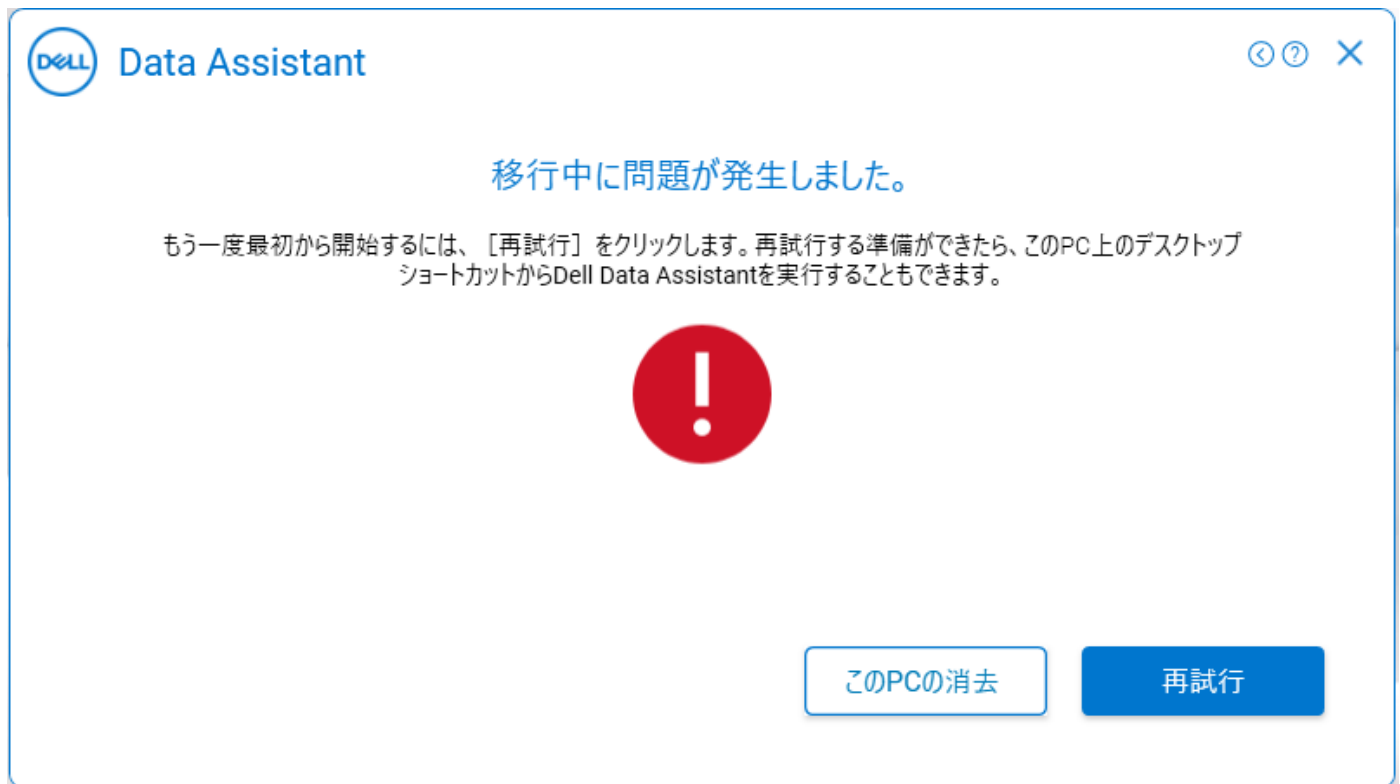 DELL
Data Assistant
移行中に問題が発生しました。
もう一度最初から開始するには、［再試行］をクリックします。再試行する準備ができたら、このPC上のデスクトップ
ショートカットからDell Data Assistantを実行することもできます。
このPCの消去
再試行